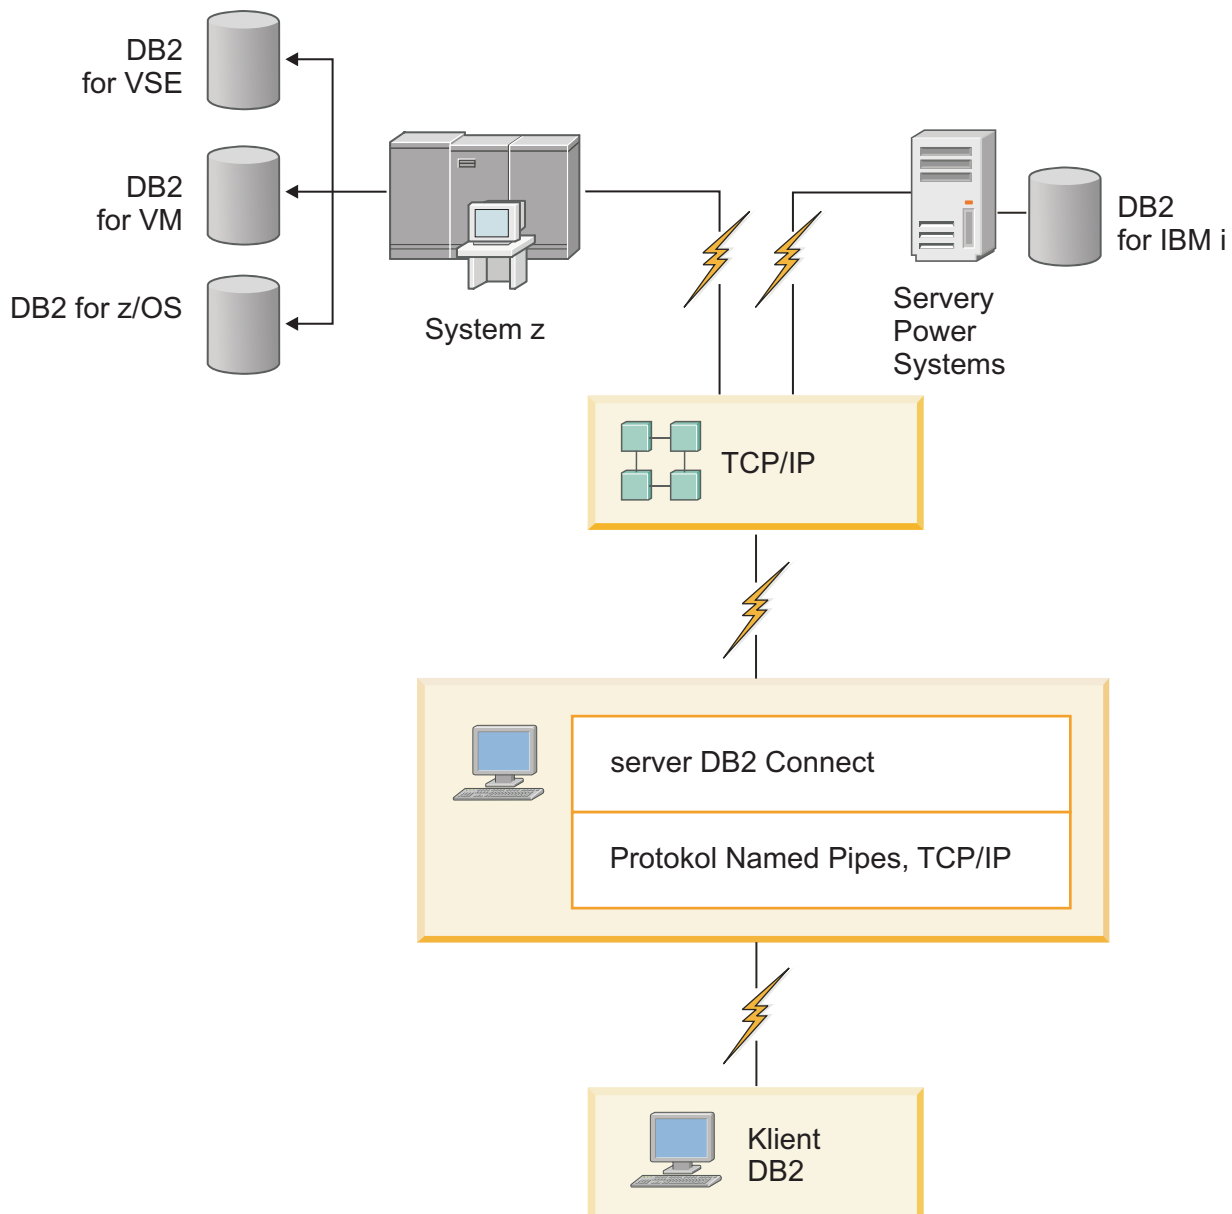 DB2
for VSE
DB2
for VM
DB2 for z/OS
System z
Servery
Power
Systems
DB2
for IBM i
TCP/IP
server DB2 Connect
Protokol Named Pipes, TCP/IP
Klient
DB2